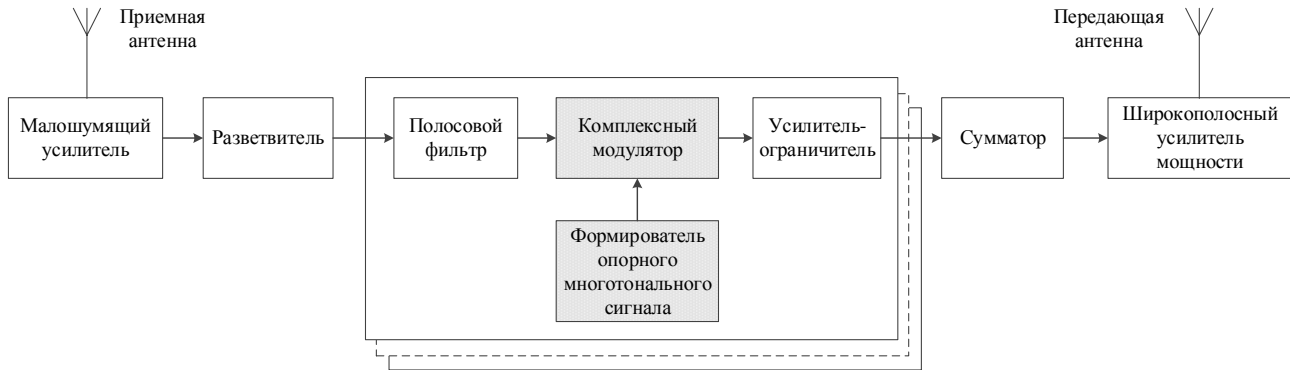 Приемная
антенна
Передающая
антенна
Малошумящий
усилитель
Разветвитель
Полосовой
фильтр
Комплексный
модулятор
Усилитель-
ограничитель
Сумматор
Широкополосный
усилитель
мощности
Формирователь
опорного
многотонального
сигнала